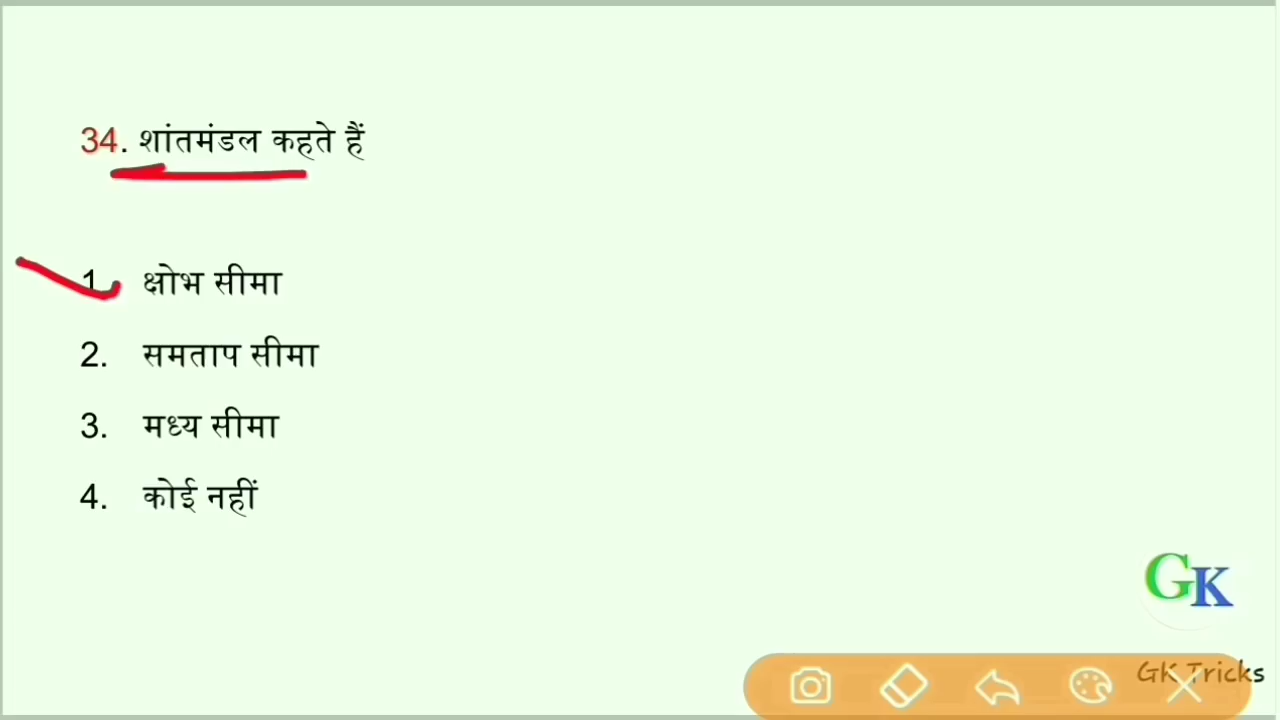 34. शांतमंडल कहते हैं
1. क्षोभ सीमा
2. समताप सीमा
3. मध्य सीमा
4. कोई नहीं
GK
GK Tricks